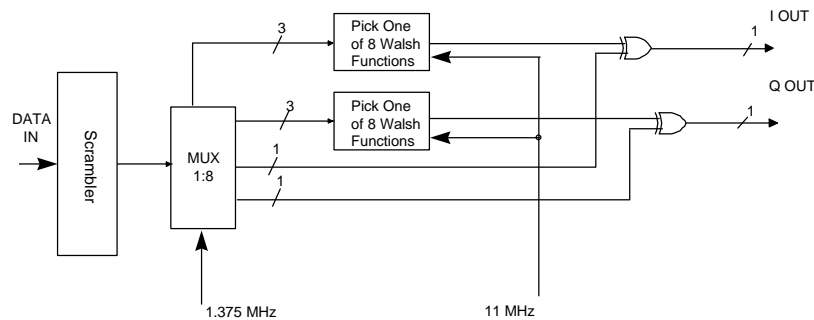 I OUT
3
Pick One
of 8 Walsh
Functions
1
Q OUT
3
Pick One
of 8 Walsh
Functions
1
DATA
IN
Scrambler
MUX
1:8
1
1
1.375 MHz
11 MHz